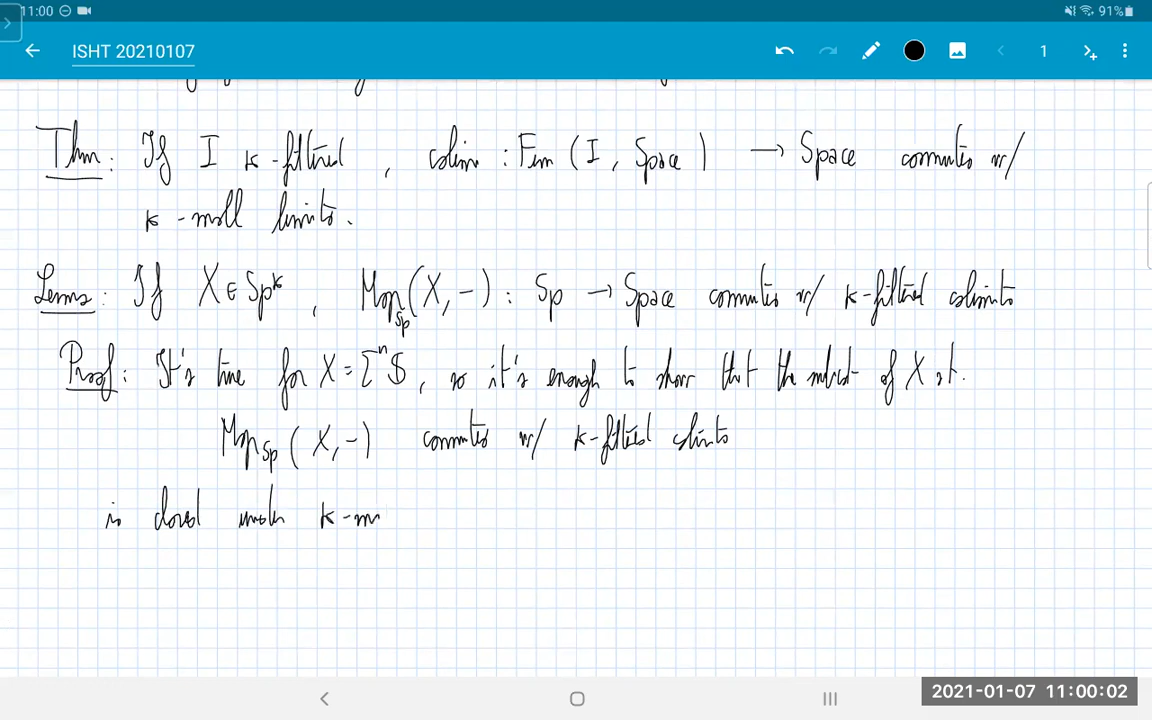 11:00
91%
ISHT 20210107
1
Thm: If I κ-filtered, colim : Fun (I, Space) → Space commutes w/
κ-small limits.
Lemma: If X ∈ Sp^κ, Map_Sp(X, -) : Sp → Space commutes w/ κ-filtered colimits
Proof: It's true for X = Σ^n 𝕊, so it's enough to show that the subcat of X st.
Map_Sp (X, -) commutes w/ κ-filtered colimits
is closed under κ-sm
2021-01-07 11:00:02